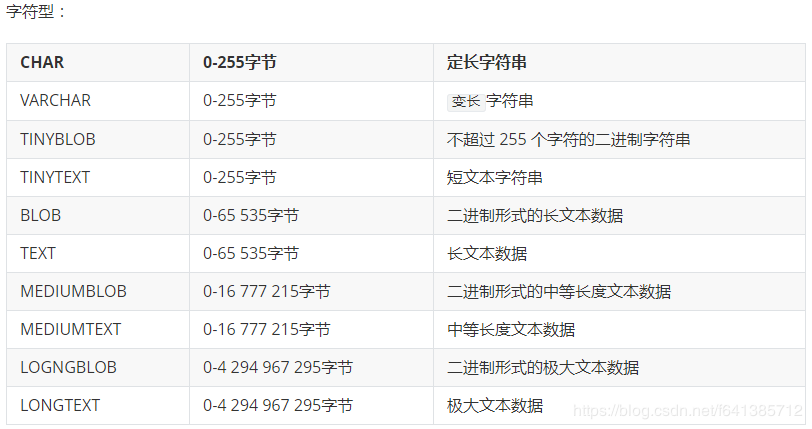 字符型：
CHAR 0-255字节 定长字符串
VARCHAR 0-255字节 变长字符串
TINYBLOB 0-255字节 不超过 255 个字符的二进制字符串
TINYTEXT 0-255字节 短文本字符串
BLOB 0-65 535字节 二进制形式的长文本数据
TEXT 0-65 535字节 长文本数据
MEDIUMBLOB 0-16 777 215字节 二进制形式的中等长度文本数据
MEDIUMTEXT 0-16 777 215字节 中等长度文本数据
LOGNGBLOB 0-4 294 967 295字节 二进制形式的极大文本数据
LONGTEXT 0-4 294 967 295字节 极大文本数据
https://blog.csdn.net/f641385712